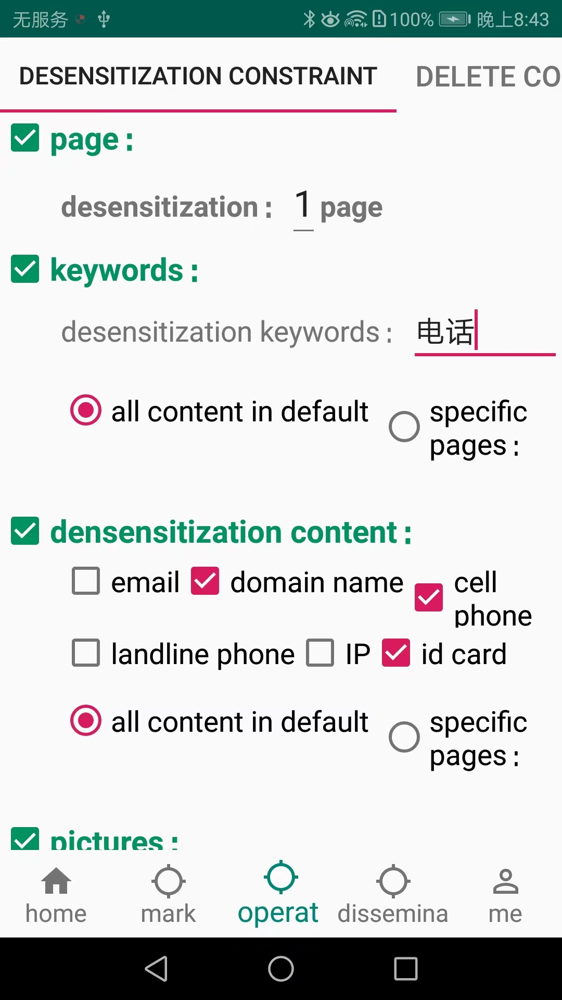 无服务 100% 晚上8:43
DESENSITIZATION CONSTRAINT DELETE CO
page:
desensitization: 1 page
keywords:
desensitization keywords: 电话
all content in default specific pages:
densensitization content:
email domain name cell phone
landline phone IP id card
all content in default specific pages:
pictures:
home mark operat dissemina me